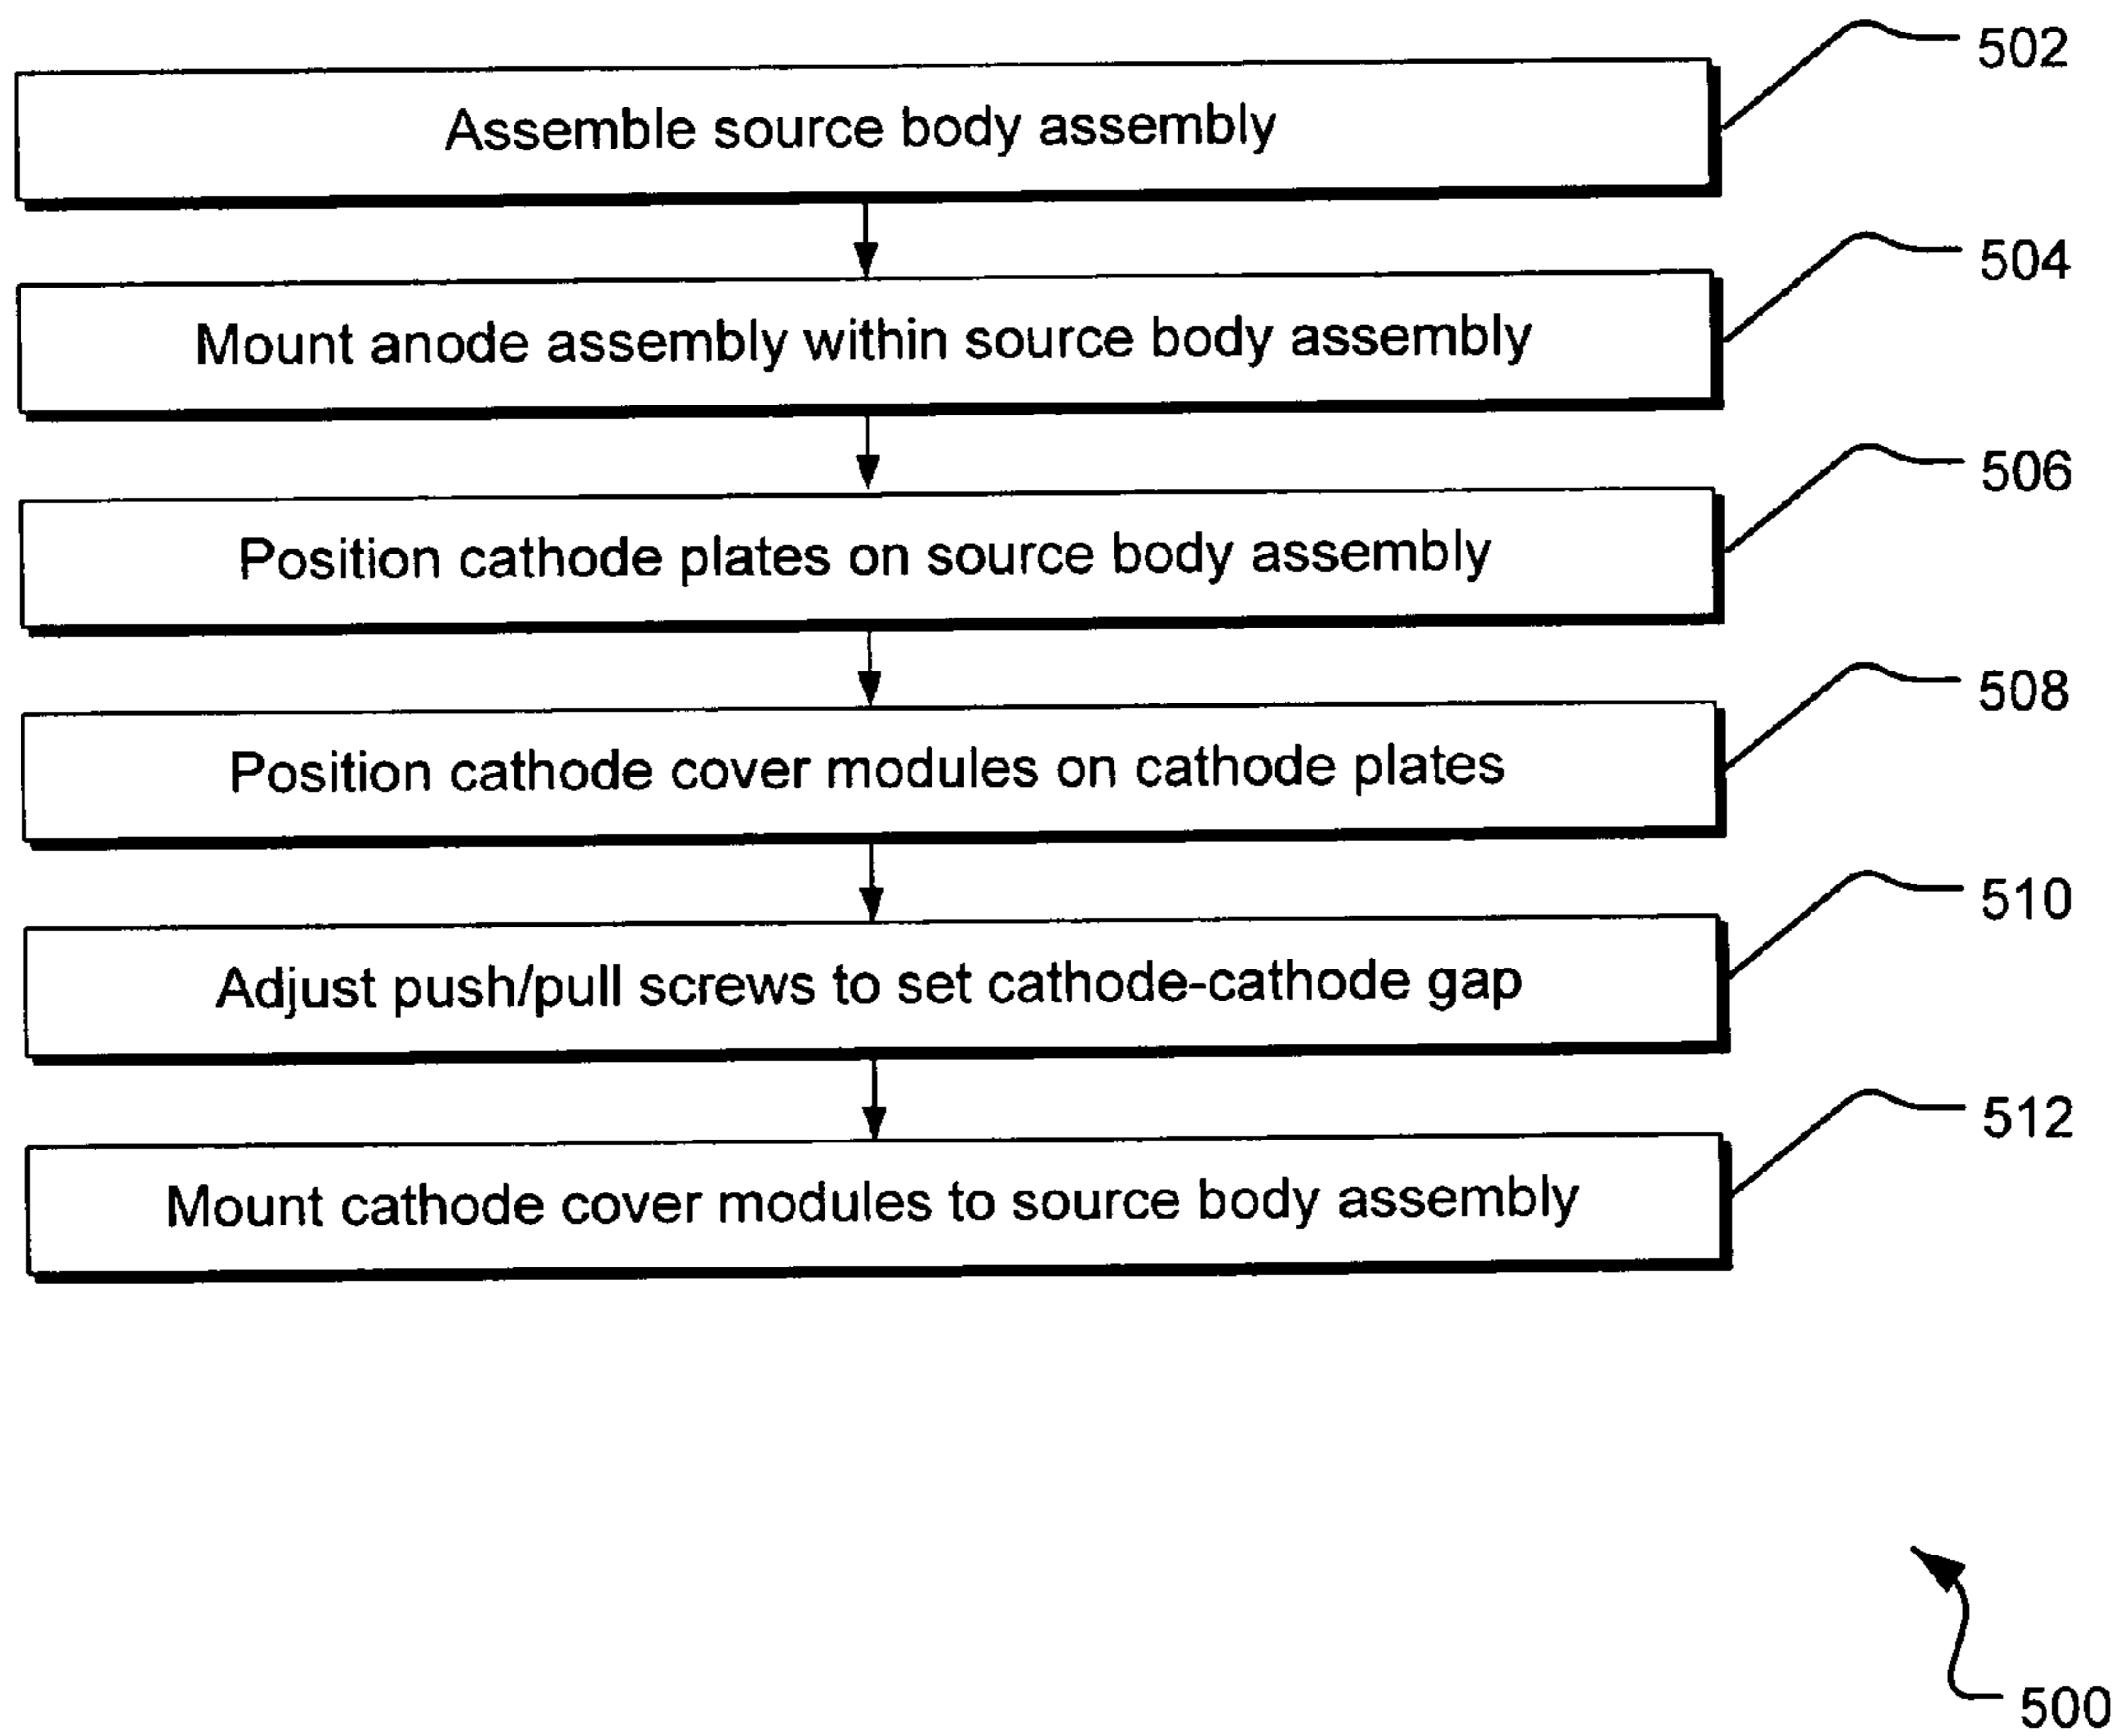 502
Assemble source body assembly
504
Mount anode assembly within source body assembly
506
Position cathode plates on source body assembly
508
Position cathode cover modules on cathode plates
510
Adjust push/pull screws to set cathode-cathode gap
512
Mount cathode cover modules to source body assembly
500